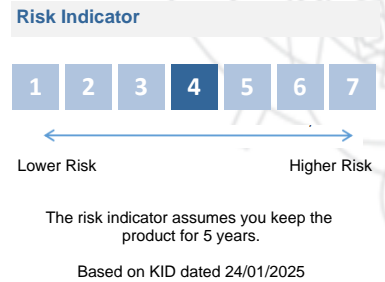 Risk Indicator
1 2 3 4 5 6 7
Lower Risk Higher Risk
The risk indicator assumes you keep the
product for 5 years.
Based on KID dated 24/01/2025